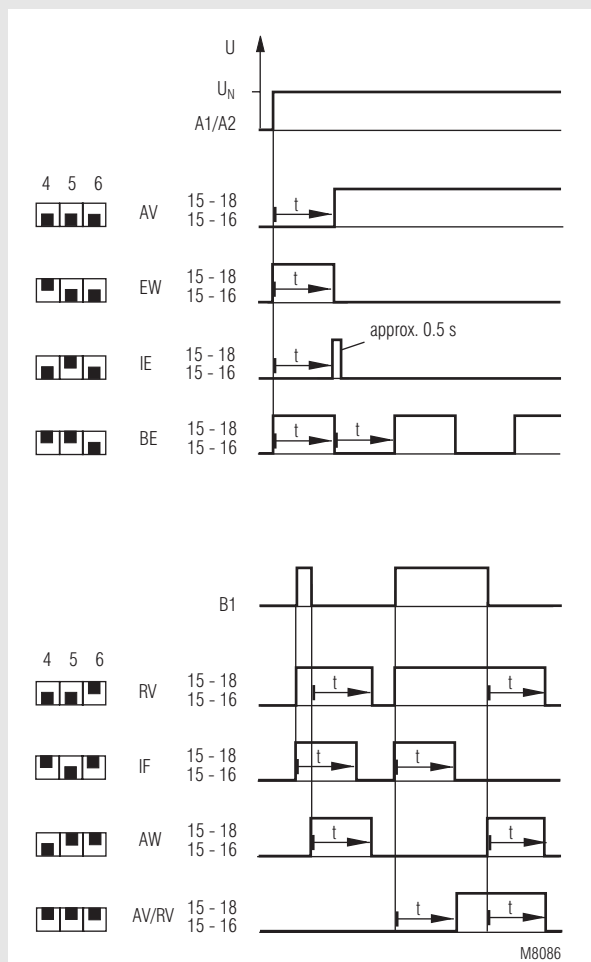 U
U_N
A1/A2
4 5 6
AV 15 - 18
15 - 16
t
EW 15 - 18
15 - 16
t
approx. 0.5 s
IE 15 - 18
15 - 16
t
BE 15 - 18
15 - 16
t t
B1
4 5 6
RV 15 - 18
15 - 16
t t
IF 15 - 18
15 - 16
t t
AW 15 - 18
15 - 16
t t
AV/RV 15 - 18
15 - 16
t t
M8086